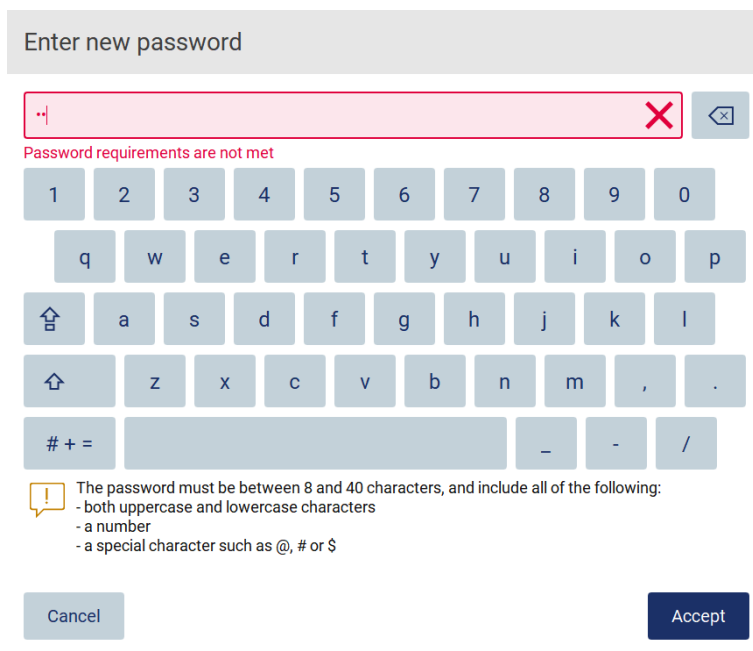 Enter new password
••
Password requirements are not met
1 2 3 4 5 6 7 8 9 0
q w e r t y u i o p
a s d f g h j k l
z x c v b n m , .
# + = _ - /
! The password must be between 8 and 40 characters, and include all of the following:
- both uppercase and lowercase characters
- a number
- a special character such as @, # or $
Cancel Accept